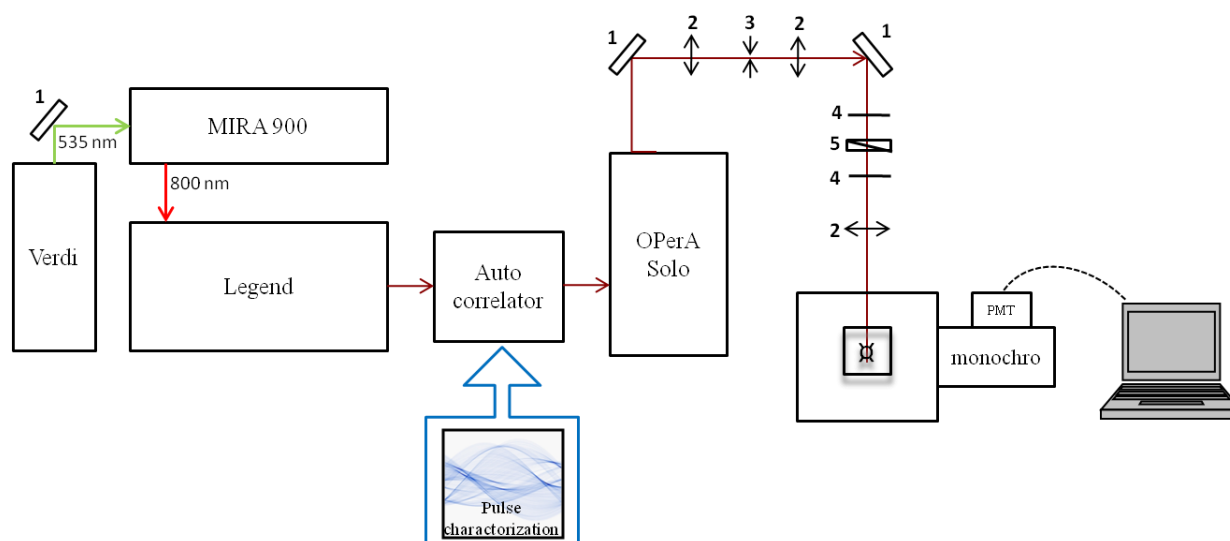 1
2
3
2
1
1
MIRA 900
535 nm
4
5
4
800 nm
2
Verdi
Legend
Auto
correlator
OPerA
Solo
PMT
monochro
Pulse
charactorization